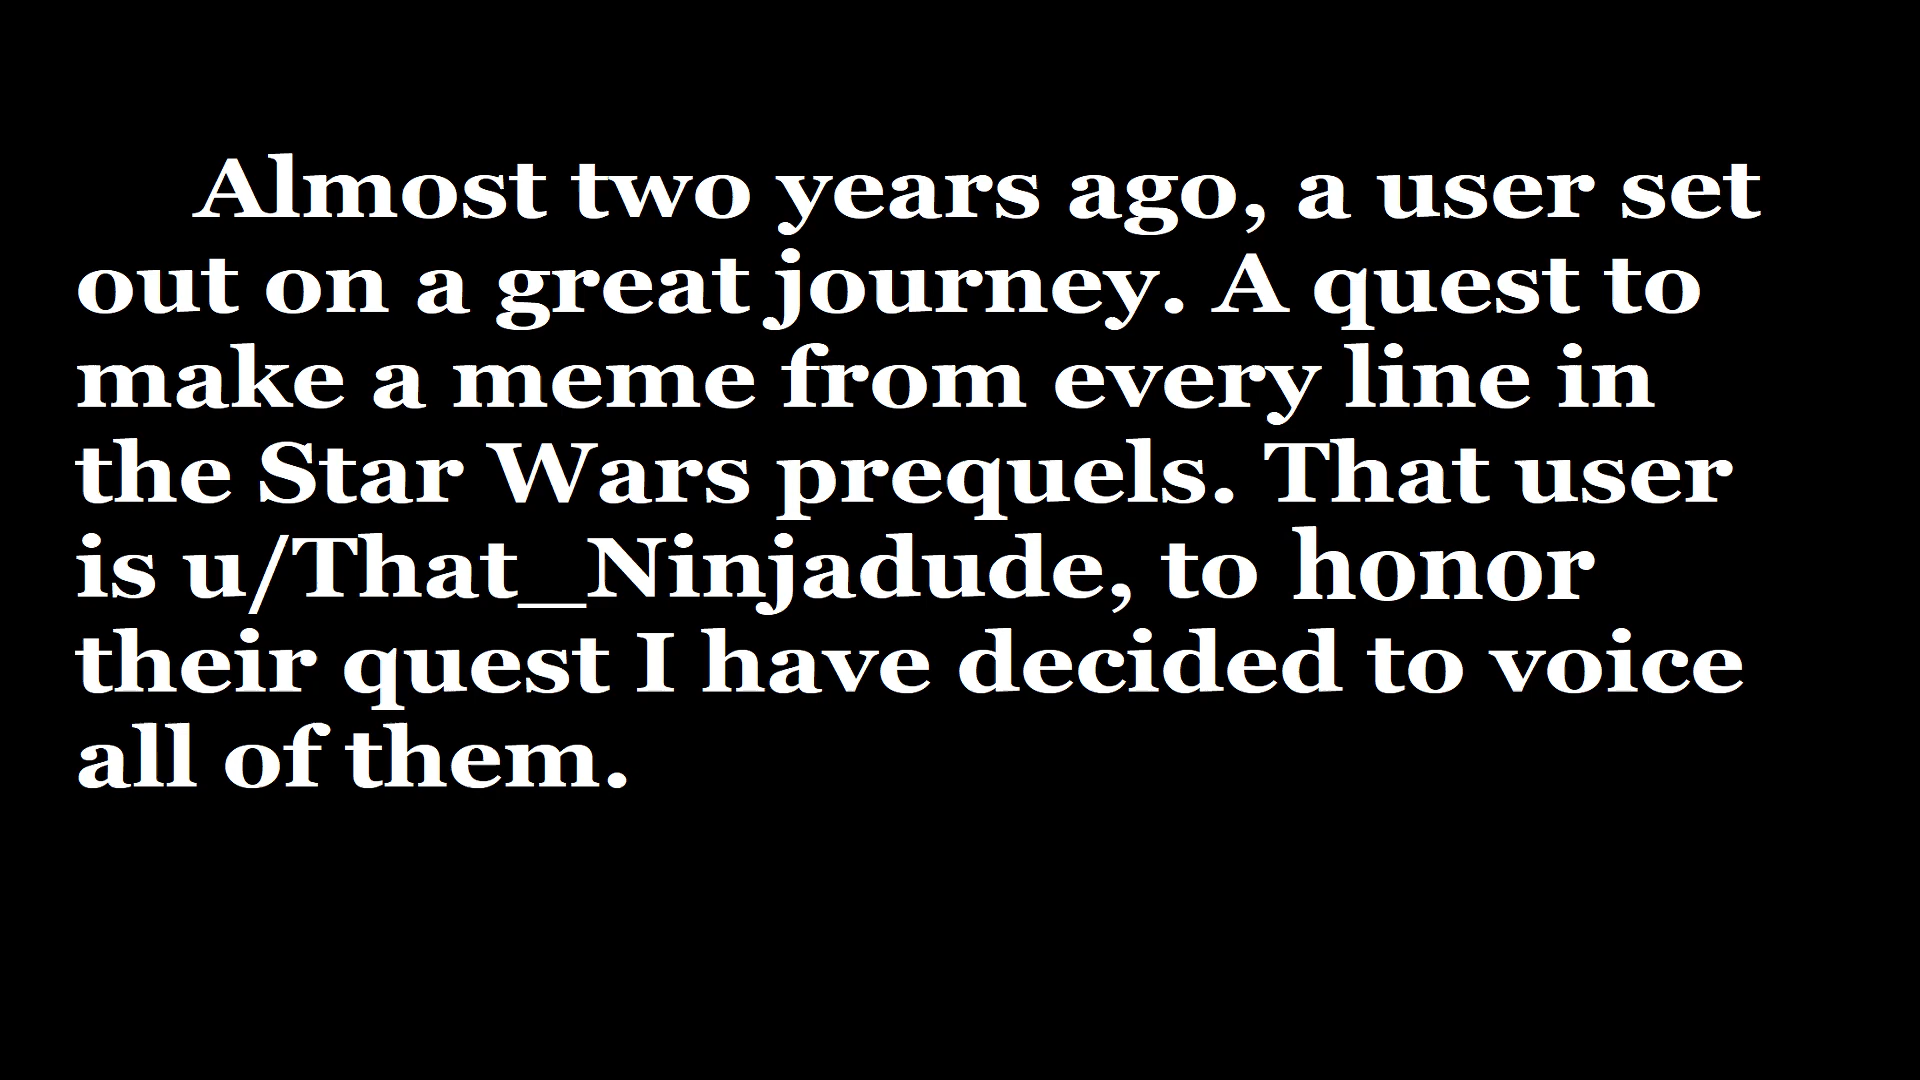 Almost two years ago, a user set
out on a great journey. A quest to
make a meme from every line in
the Star Wars prequels. That user
is u/That_Ninjadude, to honor
their quest I have decided to voice
all of them.